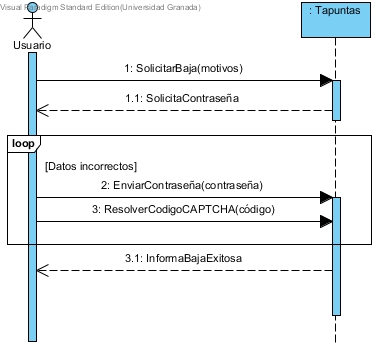 Visual Paradigm Standard Edition(Universidad Granada)
: Tapuntas
Usuario
1: SolicitarBaja(motivos)
1.1: SolicitaContraseña
loop
[Datos incorrectos]
2: EnviarContraseña(contraseña)
3: ResolverCodigoCAPTCHA(código)
3.1: InformaBajaExitosa